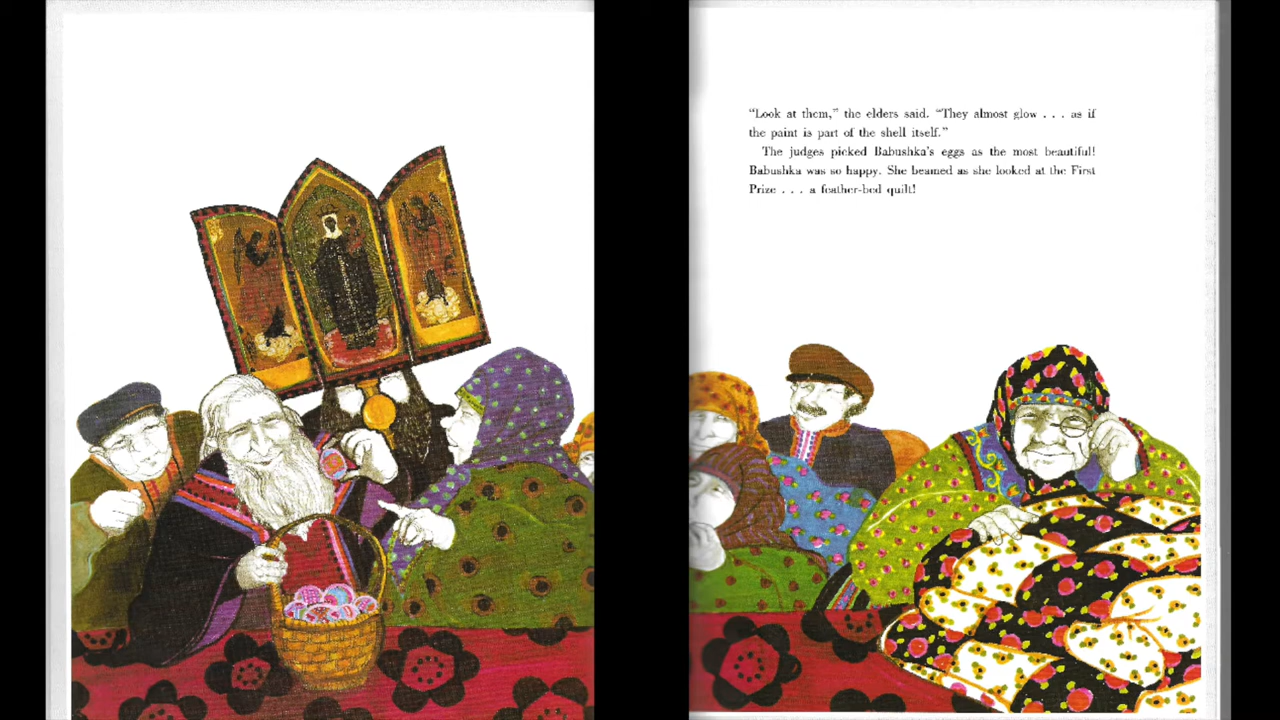 “Look at them,” the elders said. “They almost glow . . . as if
the paint is part of the shell itself.”
The judges picked Babushka’s eggs as the most beautiful!
Babushka was so happy. She beamed as she looked at the First
Prize . . . a feather-bed quilt!